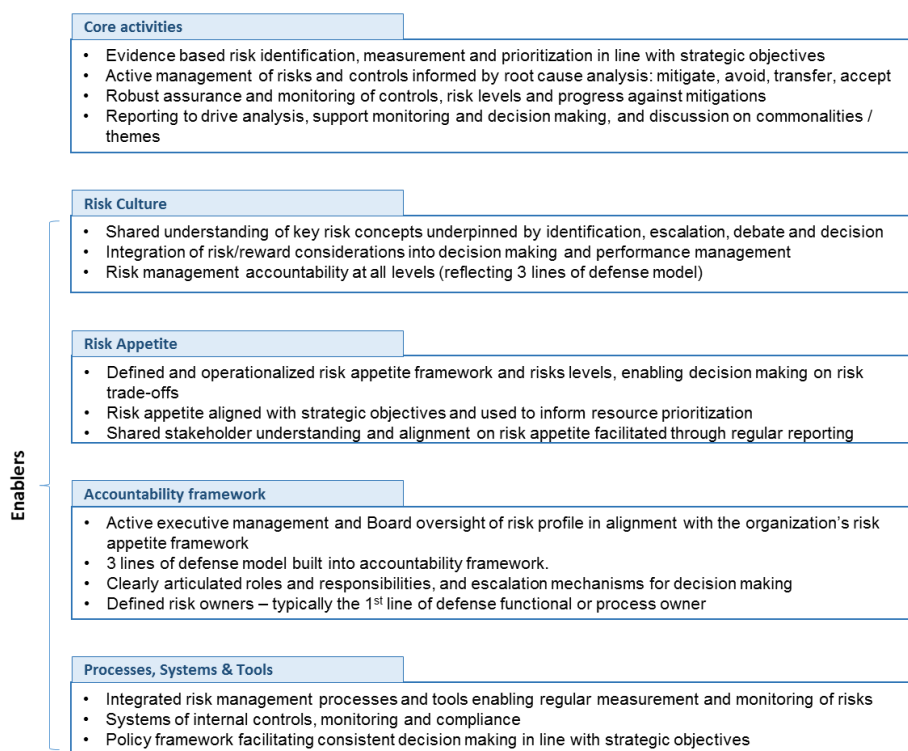 Core activities
• Evidence based risk identification, measurement and prioritization in line with strategic objectives
• Active management of risks and controls informed by root cause analysis: mitigate, avoid, transfer, accept
• Robust assurance and monitoring of controls, risk levels and progress against mitigations
• Reporting to drive analysis, support monitoring and decision making, and discussion on commonalities /
themes
Enablers
Risk Culture
• Shared understanding of key risk concepts underpinned by identification, escalation, debate and decision
• Integration of risk/reward considerations into decision making and performance management
• Risk management accountability at all levels (reflecting 3 lines of defense model)
Risk Appetite
• Defined and operationalized risk appetite framework and risks levels, enabling decision making on risk
trade-offs
• Risk appetite aligned with strategic objectives and used to inform resource prioritization
• Shared stakeholder understanding and alignment on risk appetite facilitated through regular reporting
Accountability framework
• Active executive management and Board oversight of risk profile in alignment with the organization's risk
appetite framework
• 3 lines of defense model built into accountability framework.
• Clearly articulated roles and responsibilities, and escalation mechanisms for decision making
• Defined risk owners – typically the 1st line of defense functional or process owner
Processes, Systems & Tools
• Integrated risk management processes and tools enabling regular measurement and monitoring of risks
• Systems of internal controls, monitoring and compliance
• Policy framework facilitating consistent decision making in line with strategic objectives